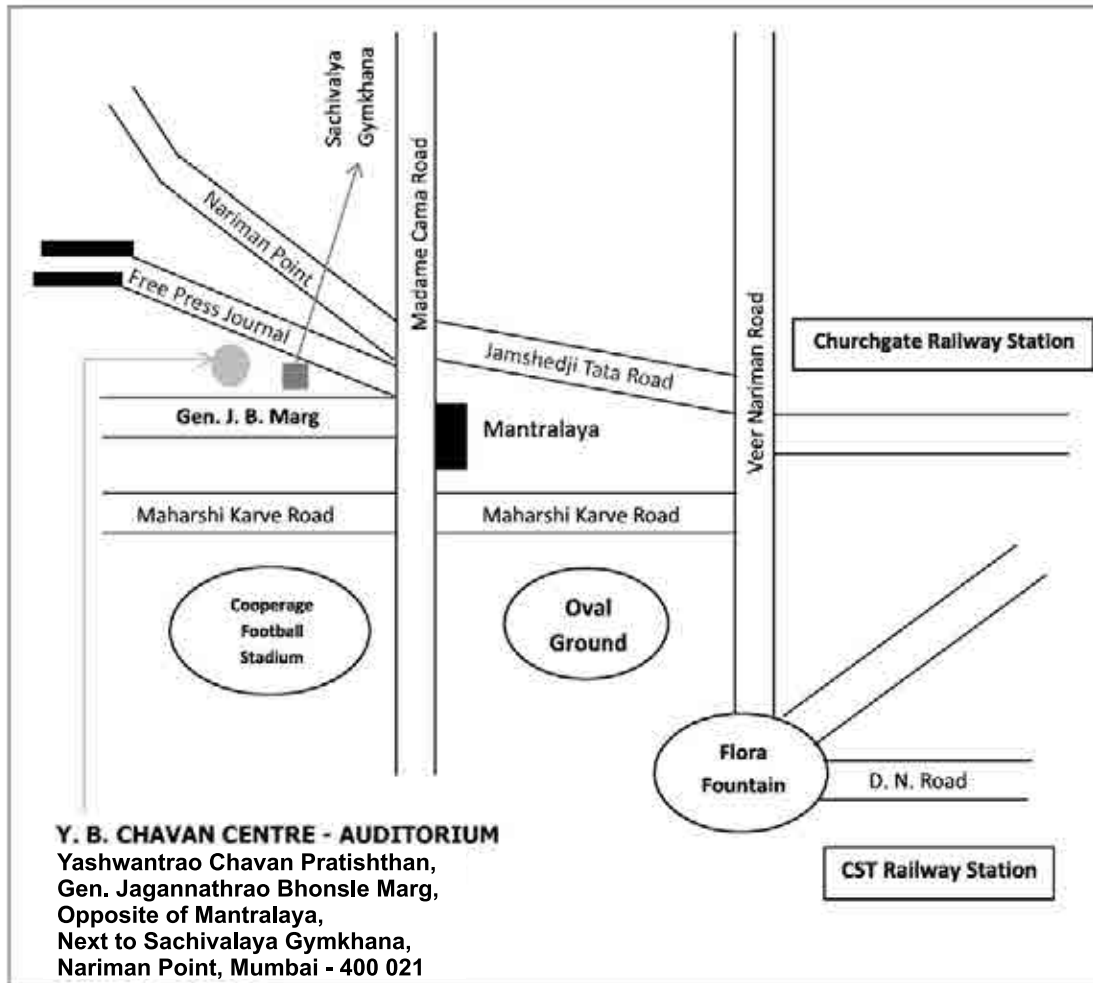 Sachivalya
Gymkhana
Madame Cama Road
Nariman Point
Free Press Journal
Jamshedji Tata Road
Veer Nariman Road
Churchgate Railway Station
Gen. J. B. Marg
Mantralaya
Maharshi Karve Road
Maharshi Karve Road
Cooperage
Football
Stadium
Oval
Ground
Flora
Fountain
D. N. Road
CST Railway Station
Y. B. CHAVAN CENTRE - AUDITORIUM
Yashwantrao Chavan Pratishthan,
Gen. Jagannathrao Bhonsle Marg,
Opposite of Mantralaya,
Next to Sachivalaya Gymkhana,
Nariman Point, Mumbai - 400 021